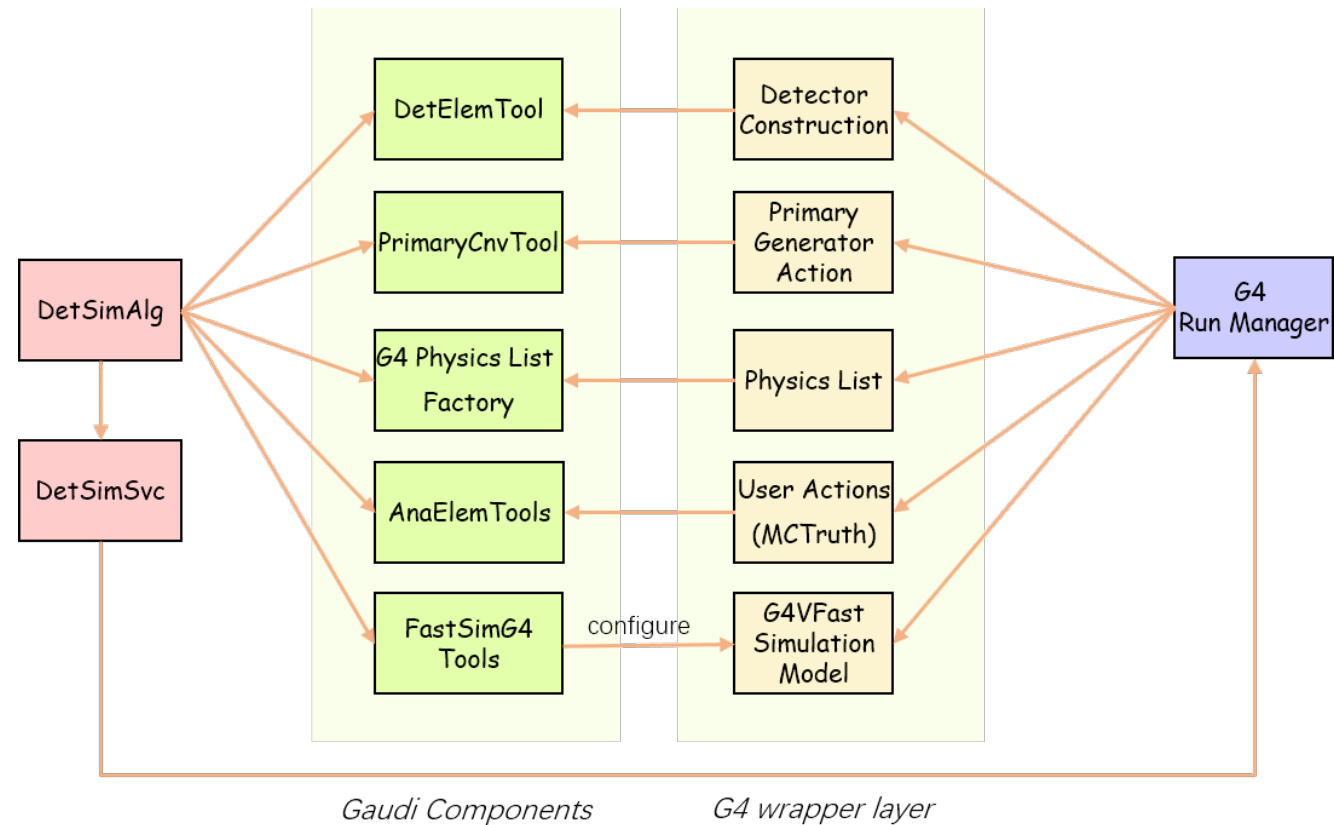 DetElemTool
Detector
Construction
PrimaryCnvTool
Primary
Generator
Action
DetSimAlg
G4
Run Manager
G4 Physics List
Factory
Physics List
DetSimSvc
AnaElemTools
User Actions
(MCTruth)
FastSimG4
Tools
configure
G4VFast
Simulation
Model
Gaudi Components
G4 wrapper layer